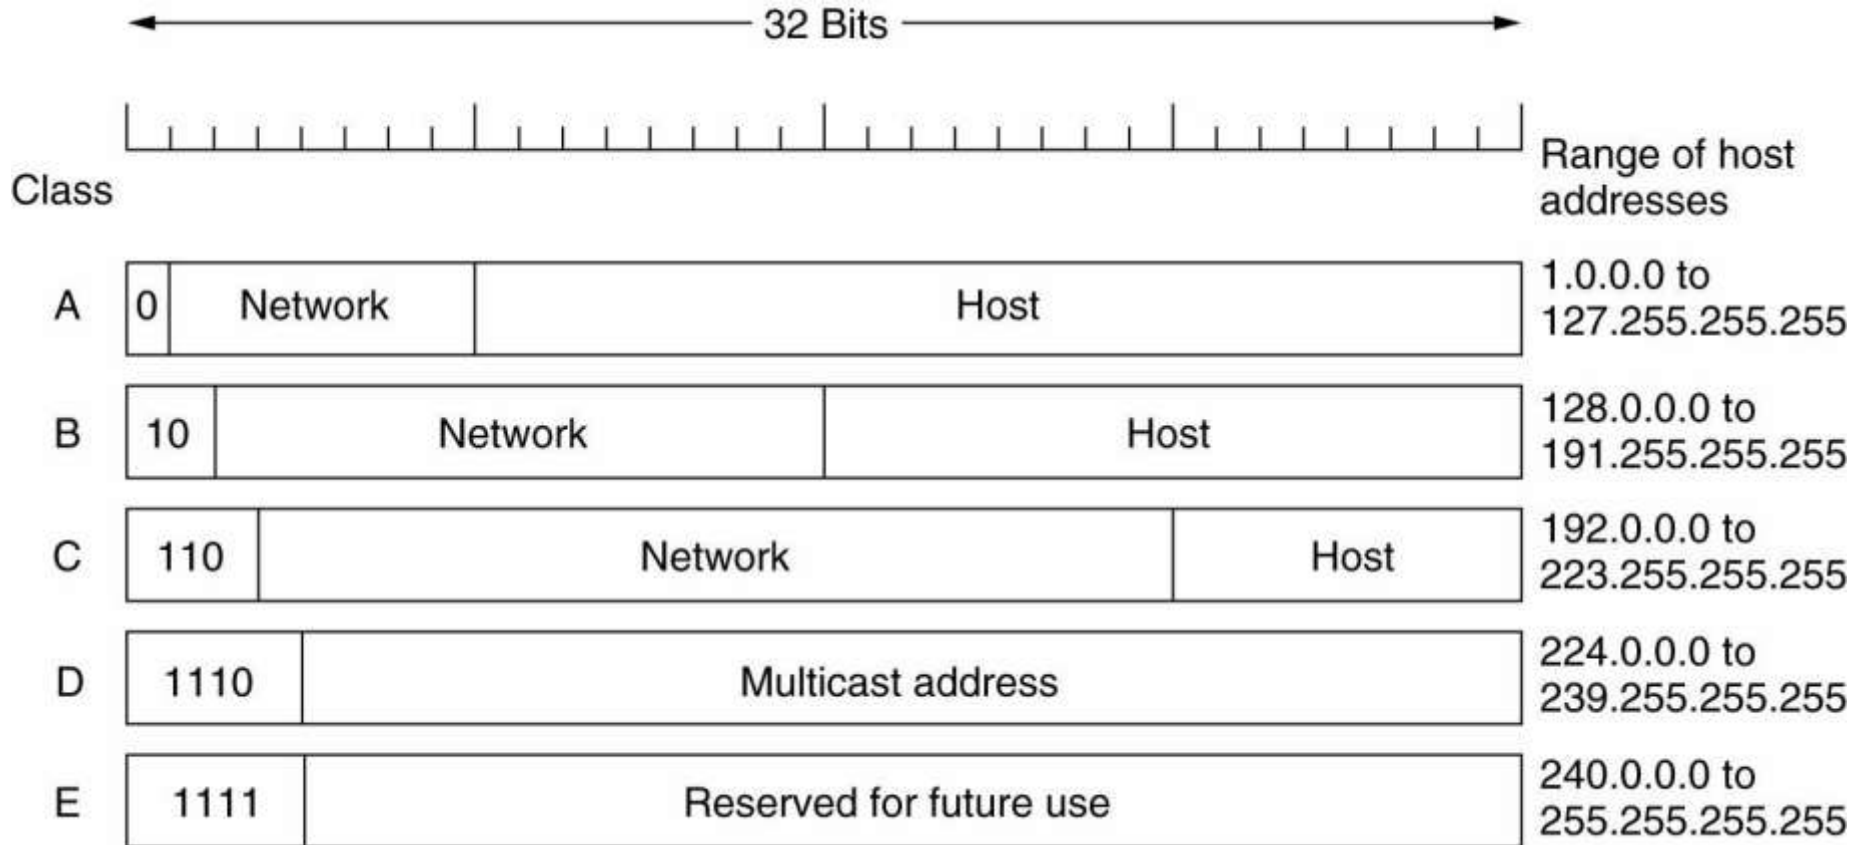 32 Bits
Range of host
addresses
Class
A
0
Network
Host
1.0.0.0 to
127.255.255.255
B
10
Network
Host
128.0.0.0 to
191.255.255.255
C
110
Network
Host
192.0.0.0 to
223.255.255.255
D
1110
Multicast address
224.0.0.0 to
239.255.255.255
E
1111
Reserved for future use
240.0.0.0 to
255.255.255.255